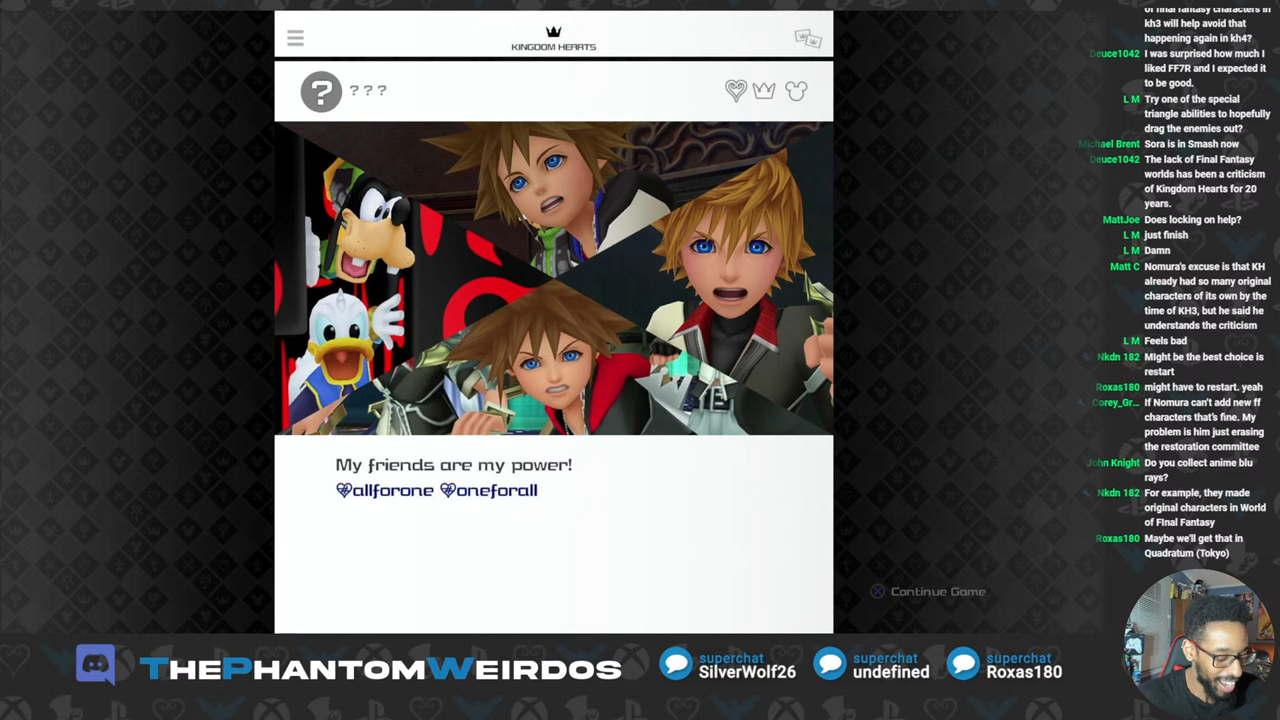 KINGDOM HEARTS
? ? ? ?
My friends are my power!
allforone oneforall
Continue Game
of final fantasy characters in
kh3 will help avoid that
happening again in kh4?
Deuce1042 I was surprised how much I
liked FF7R and I expected it
to be good.
L M Try one of the special
triangle abilities to hopefully
drag the enemies out?
Michael Brent Sora is in Smash now
Deuce1042 The lack of Final Fantasy
worlds has been a criticism
of Kingdom Hearts for 20
years.
MattJoe Does locking on help?
L M just finish
L M Damn
Matt C Nomura's excuse is that KH
already had so many original
characters of its own by the
time of KH3, but he said he
understands the criticism
L M Feels bad
Nkdn 182 MIght be the best choice is
restart
Roxas180 might have to restart. yeah
Corey_Gr... If Nomura can't add new ff
characters that's fine. My
problem is him just erasing
the restoration committee
John Knight Do you collect anime blu
rays?
Nkdn 182 For example, they made
original characters in World
of FInal Fantasy
Roxas180 Maybe we'll get that in
Quadratum (Tokyo)
THEPHANTOMWEIRDOS
superchat
SilverWolf26
superchat
undefined
superchat
Roxas180